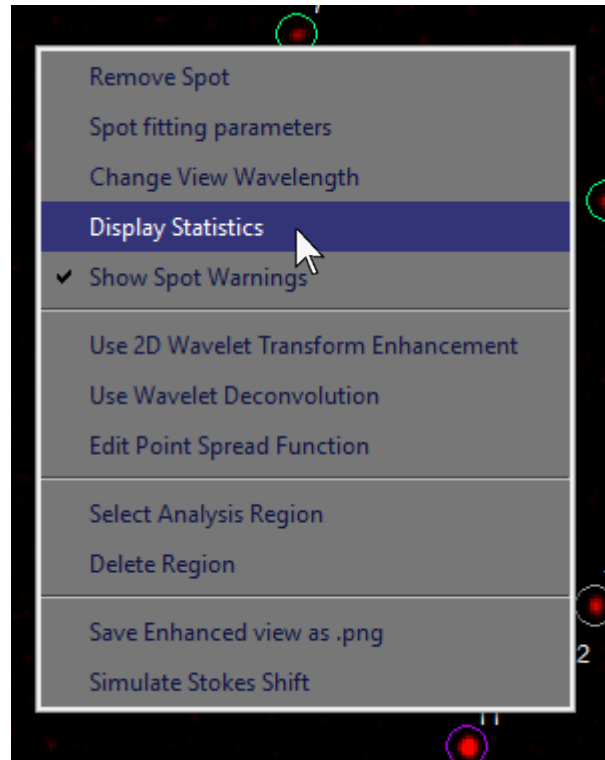 Remove Spot
Spot fitting parameters
Change View Wavelength
Display Statistics
Show Spot Warnings
Use 2D Wavelet Transform Enhancement
Use Wavelet Deconvolution
Edit Point Spread Function
Select Analysis Region
Delete Region
Save Enhanced view as .png
2
Simulate Stokes Shift